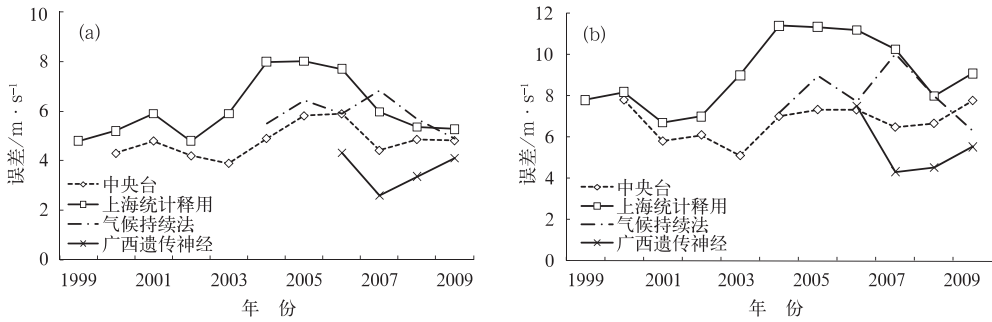 (a)
10
8
6
4
2
0
误差/m · s⁻¹
中央台
上海统计释用
气候持续法
广西遗传神经
1999 2001 2003 2005 2007 2009
年 份
(b)
12
10
8
6
4
2
0
误差/m · s⁻¹
中央台
上海统计释用
气候持续法
广西遗传神经
1999 2001 2003 2005 2007 2009
年 份